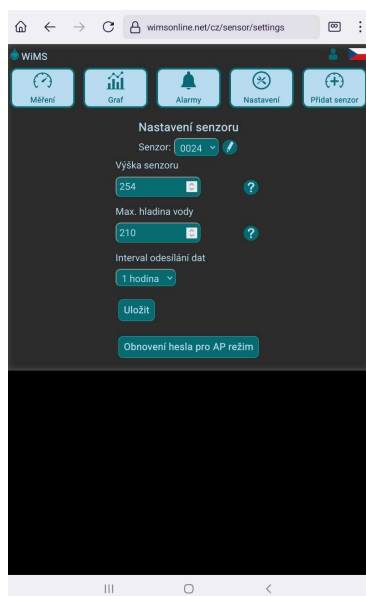 wimsonline.net/cz/sensor/settings
WiMS
Měření Graf Alarmy Nastavení Přidat senzor
Nastavení senzoru
Senzor: 0024
Výška senzoru
254 ?
Max. hladina vody
210 ?
Interval odesílání dat
1 hodina
Uložit
Obnovení hesla pro AP režim